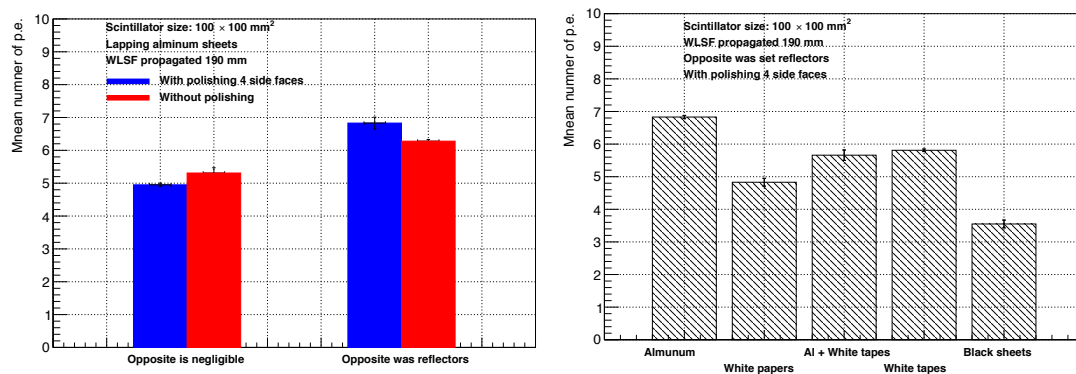 Mnean numner of p.e.
10
9
8
7
6
5
4
3
2
1
0
Scintillator size: 100 × 100 mm²
Lapping alminum sheets
WLSF propagated 190 mm
With polishing 4 side faces
Without polishing
Opposite is negligible
Opposite was reflectors
Mnean numner of p.e.
10
9
8
7
6
5
4
3
2
1
0
Scintillator size: 100 × 100 mm²
WLSF propagated 190 mm
Opposite was set reflectors
With polishing 4 side faces
Almunum
White papers
Al + White tapes
White tapes
Black sheets